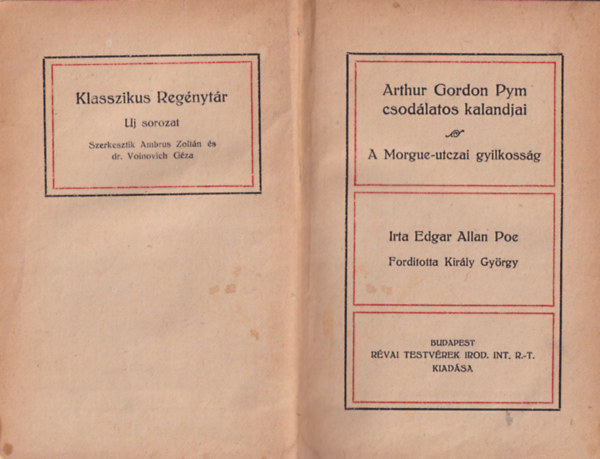 Klasszikus Regénytár
Uj sorozat
Szerkesztik Ambrus Zoltán és
dr. Voinovich Géza
Arthur Gordon Pym
csodálatos kalandjai
A Morgue-utczai gyilkosság
Irta Edgar Allan Poe
Forditotta Király György
BUDAPEST
RÉVAI TESTVÉREK IROD. INT. R.-T.
KIADÁSA